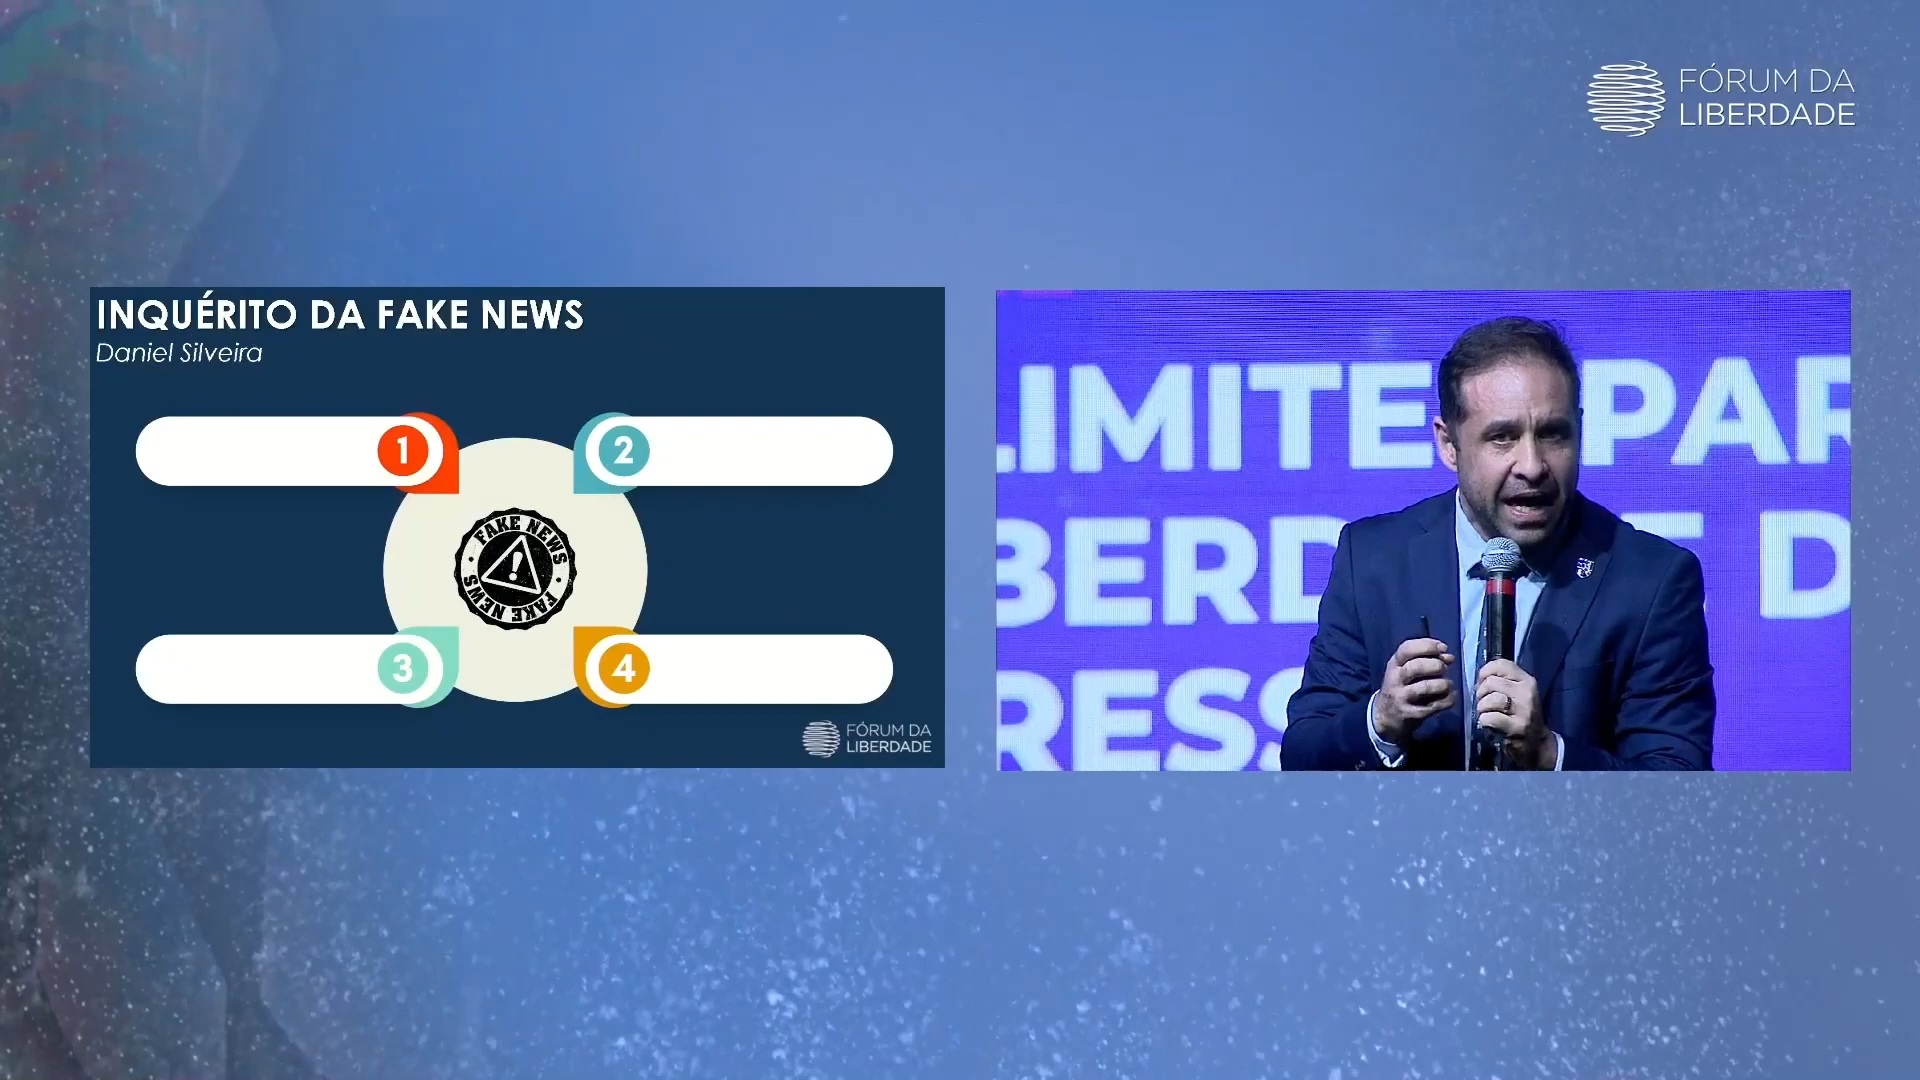 FÓRUM DA
LIBERDADE
INQUÉRITO DA FAKE NEWS
Daniel Silveira
1
2
FAKE NEWS
FAKE NEWS
3
4
FÓRUM DA
LIBERDADE
LIMITE PAR
BERD E D
RESS